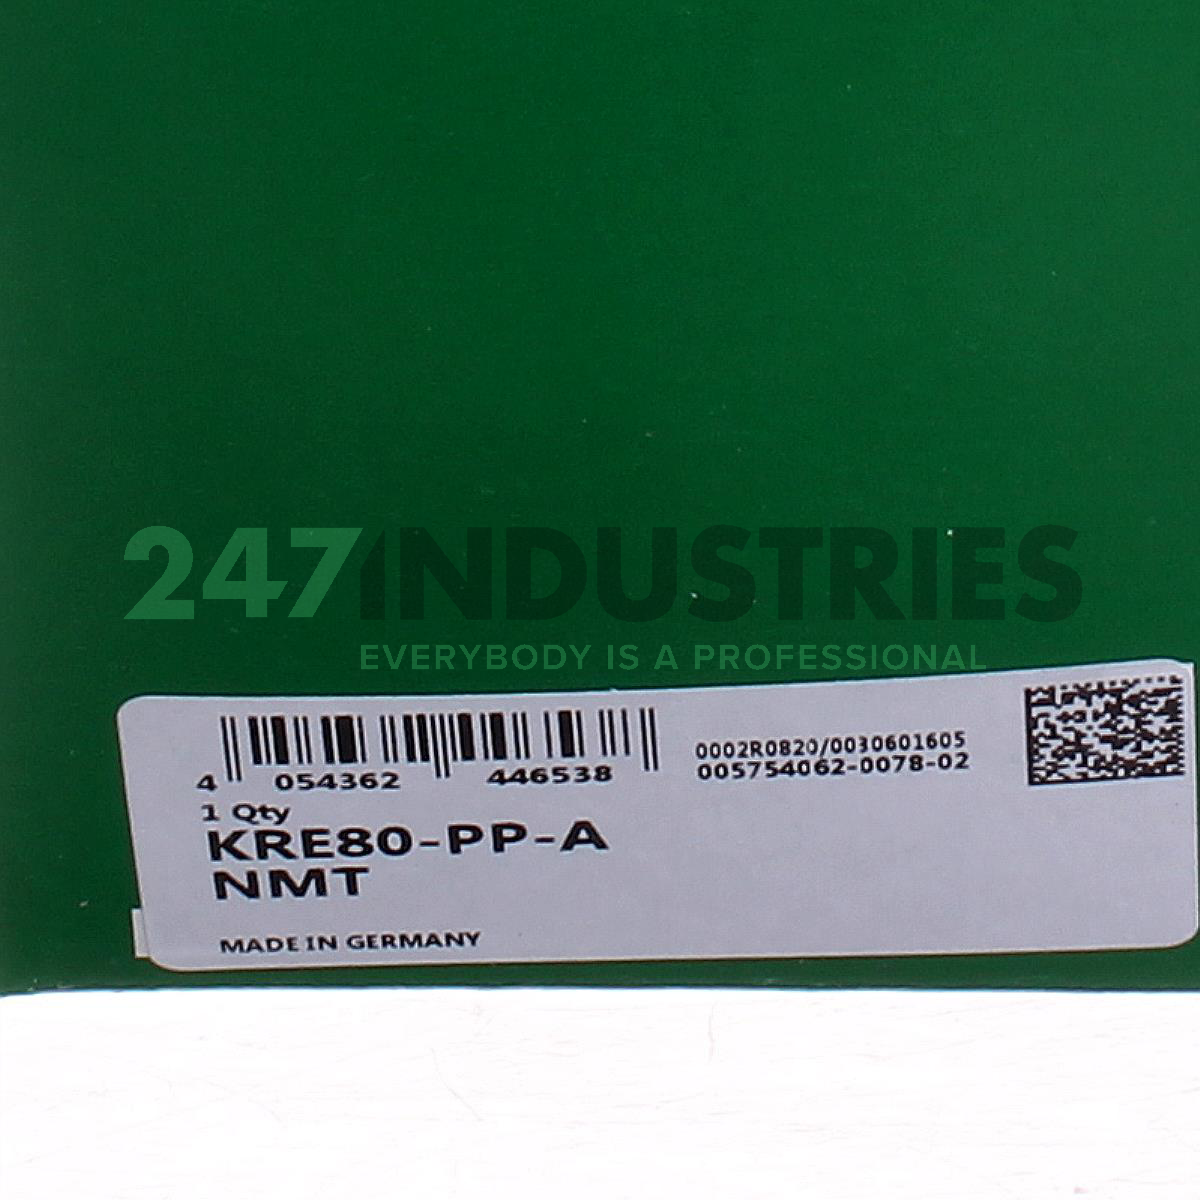 247INDUSTRIES
EVERYBODY IS A PROFESSIONAL
4 054362 446538
0002R0820/0030601605
005754062-0078-02
1 Qty
KRE80-PP-A
NMT
MADE IN GERMANY